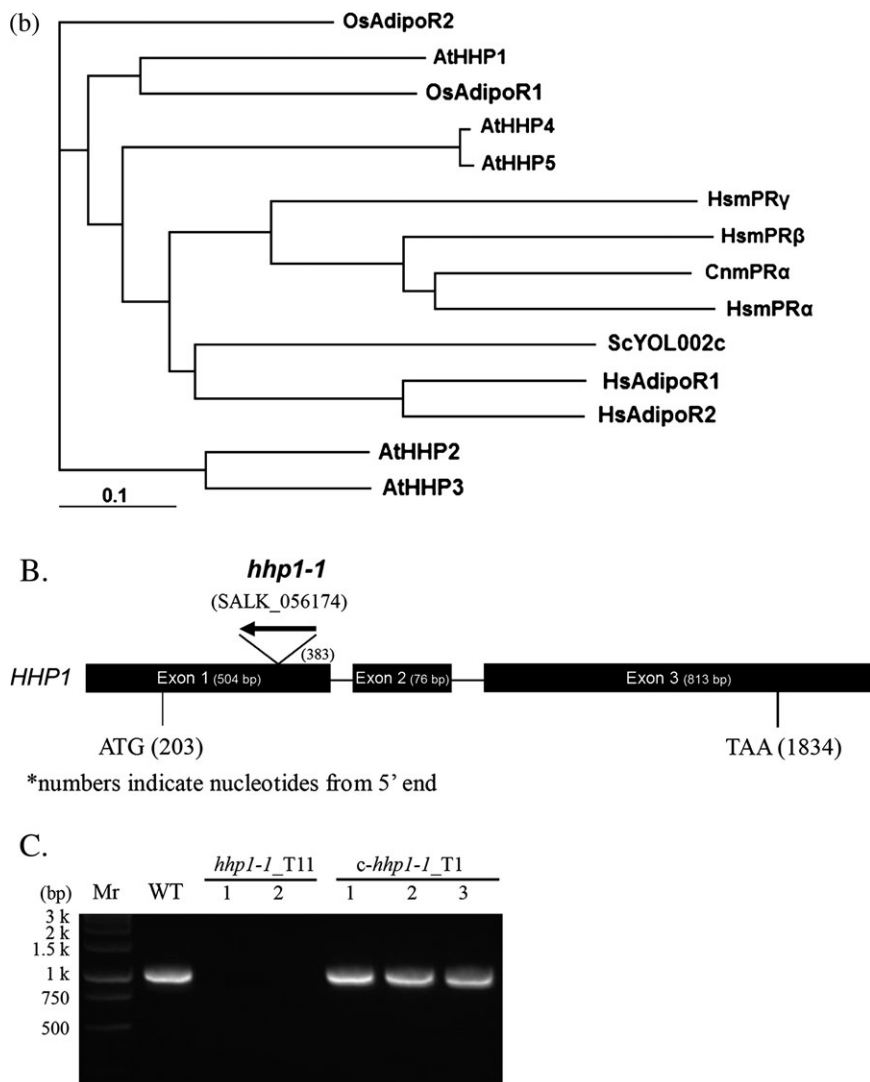 (b)
OsAdipoR2
AtHHP1
OsAdipoR1
AtHHP4
AtHHP5
HsmPRγ
HsmPRβ
CnmPRα
HsmPRα
ScYOL002c
HsAdipoR1
HsAdipoR2
AtHHP2
AtHHP3
0.1
B.
hhp1-1
(SALK_056174)
(383)
HHP1
Exon 1 (504 bp)
Exon 2 (76 bp)
Exon 3 (813 bp)
ATG (203)
TAA (1834)
*numbers indicate nucleotides from 5' end
C.
hhp1-1_T11
c-hhp1-1_T1
(bp) Mr WT 1 2 1 2 3
3 k
2 k
1.5 k
1 k
750
500